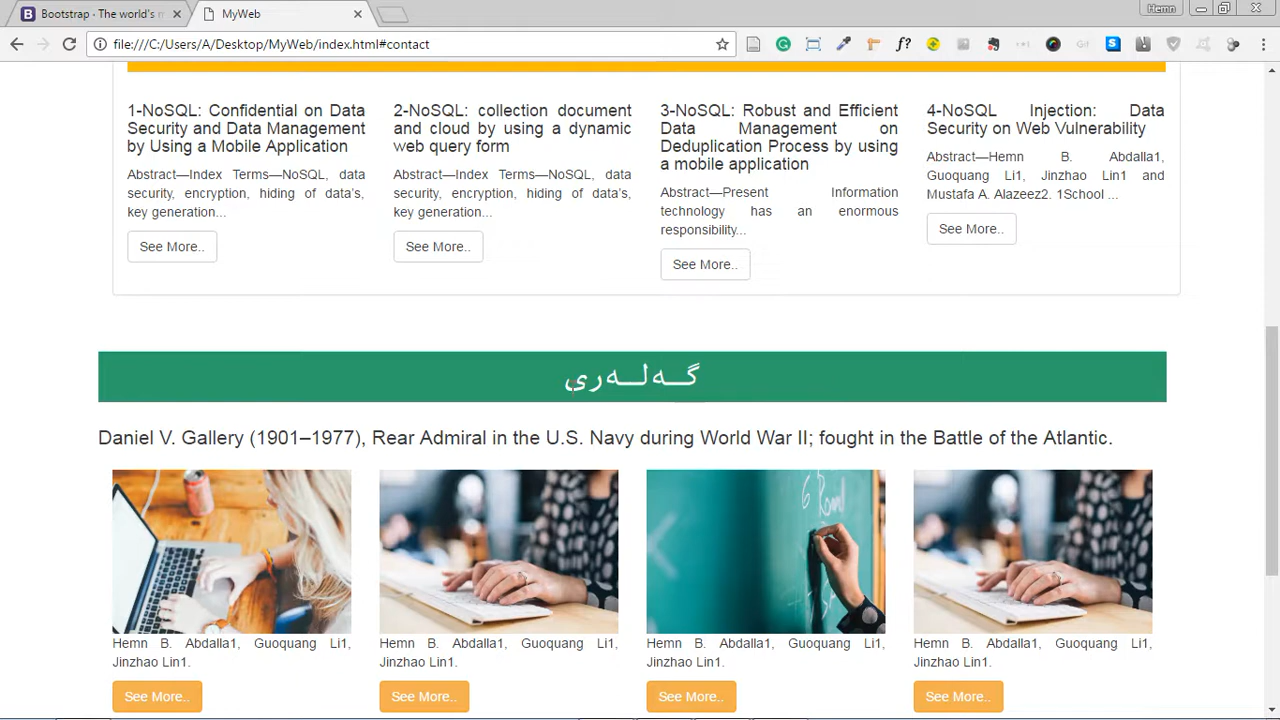 Bootstrap · The world's m
MyWeb
Hemn
file:///C:/Users/A/Desktop/MyWeb/index.html#contact
f?
Gif
S
1-NoSQL: Confidential on Data
Security and Data Management
by Using a Mobile Application
Abstract—Index Terms—NoSQL, data
security, encryption, hiding of data's,
key generation...
See More..
2-NoSQL: collection document
and cloud by using a dynamic
web query form
Abstract—Index Terms—NoSQL, data
security, encryption, hiding of data's,
key generation...
See More..
3-NoSQL: Robust and Efficient
Data Management on
Deduplication Process by using
a mobile application
Abstract—Present Information
technology has an enormous
responsibility...
See More..
4-NoSQL Injection: Data
Security on Web Vulnerability
Abstract—Hemn B. Abdalla1,
Guoquang Li1, Jinzhao Lin1 and
Mustafa A. Alazeez2. 1School ...
See More..
گـــەلـــەری
Daniel V. Gallery (1901–1977), Rear Admiral in the U.S. Navy during World War II; fought in the Battle of the Atlantic.
Hemn B. Abdalla1, Guoquang Li1,
Jinzhao Lin1.
See More..
Hemn B. Abdalla1, Guoquang Li1,
Jinzhao Lin1.
See More..
Hemn B. Abdalla1, Guoquang Li1,
Jinzhao Lin1.
See More..
Hemn B. Abdalla1, Guoquang Li1,
Jinzhao Lin1.
See More..